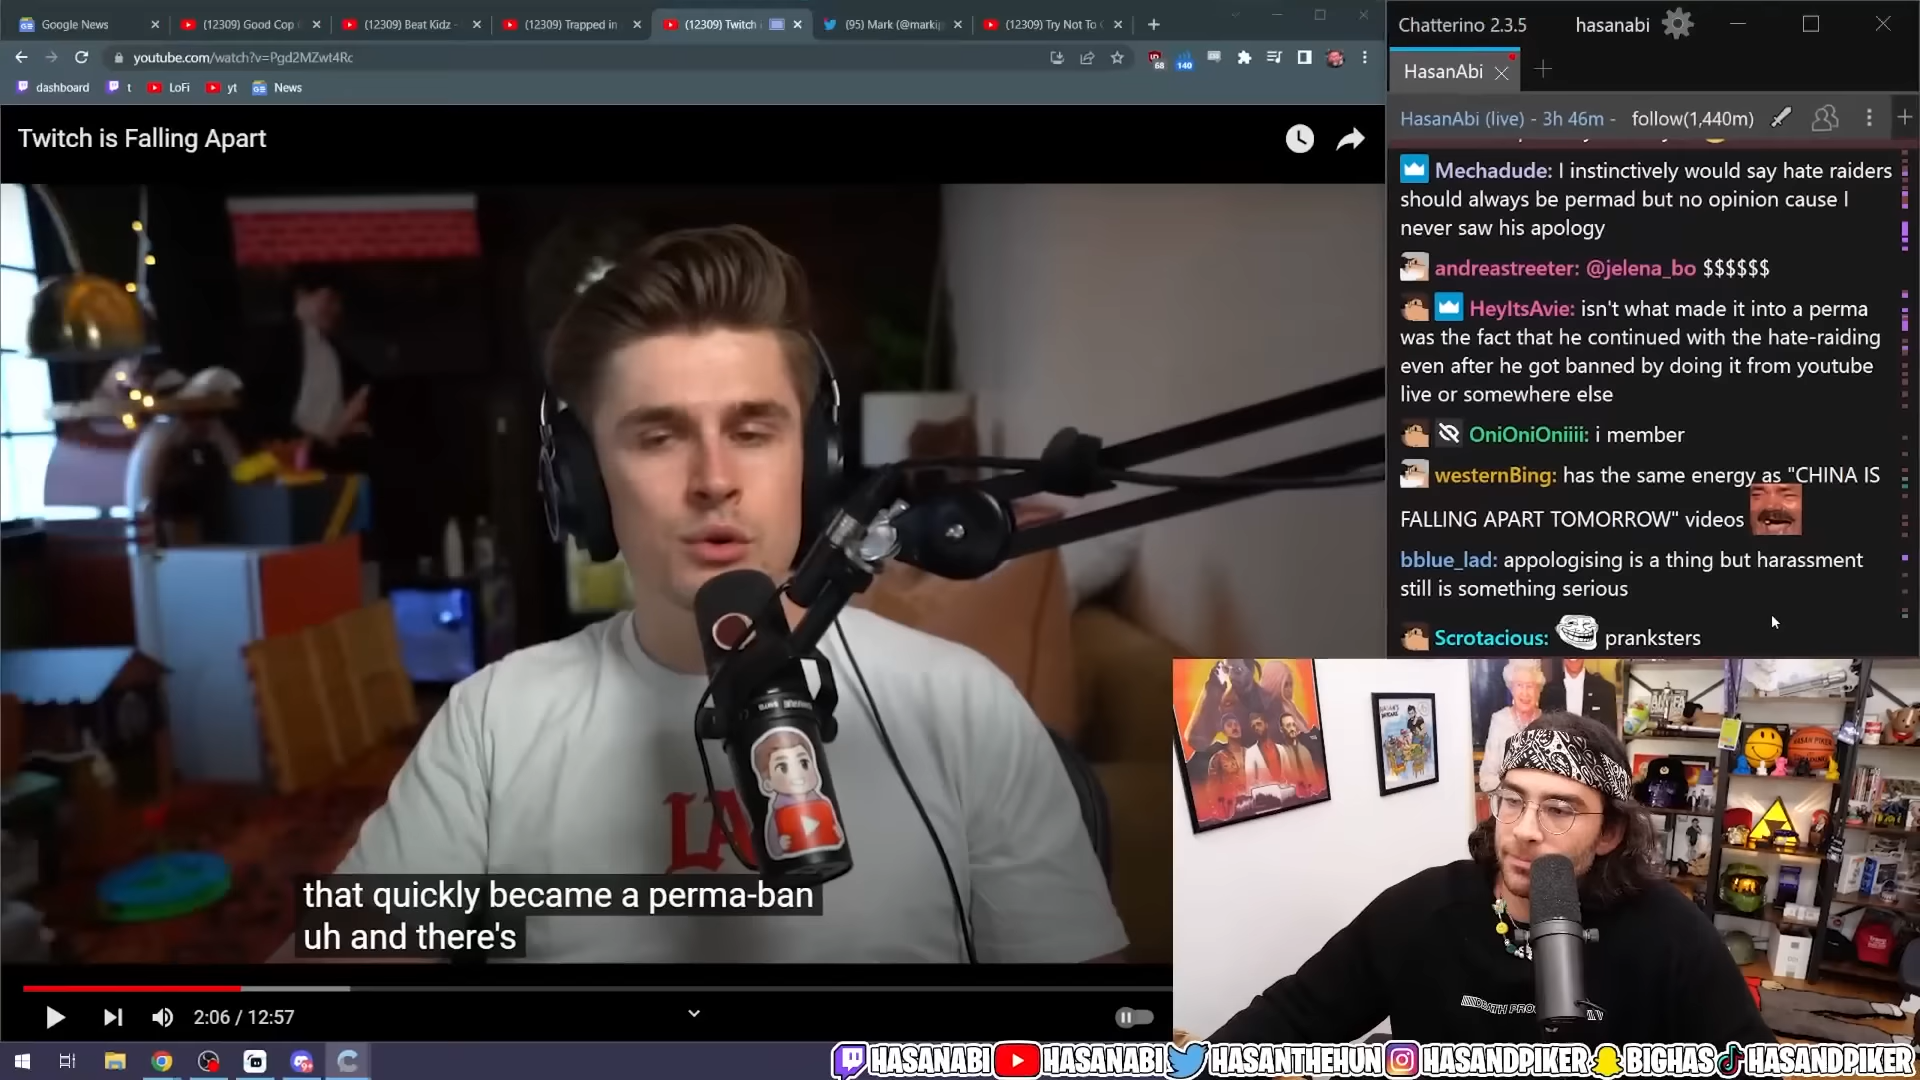 Google News
(12309) Good Cop
(12309) Beat Kidz -
(12309) Trapped in
(12309) Twitch
(95) Mark (@markip
(12309) Try Not To
youtube.com/watch?v=Pgd2MZwt4Rc
68
140
dashboard
t
LoFi
yt
News
Twitch is Falling Apart
that quickly became a perma-ban
uh and there's
2:06 / 12:57
Chatterino 2.3.5
hasanabi
HasanAbi
HasanAbi (live) - 3h 46m -
follow(1,440m)
Mechadude: I instinctively would say hate raiders
should always be permad but no opinion cause I
never saw his apology
andreastreeter: @jelena_bo $$$$$$
HeyItsAvie: isn't what made it into a perma
was the fact that he continued with the hate-raiding
even after he got banned by doing it from youtube
live or somewhere else
OniOniOniiii: i member
westernBing: has the same energy as "CHINA IS
FALLING APART TOMORROW" videos
bblue_lad: appologising is a thing but harassment
still is something serious
Scrotacious: pranksters
HASANABI
HASANABI
HASANTHEHUN
HASANDPIKER
BIGHAS
HASANDPIKER